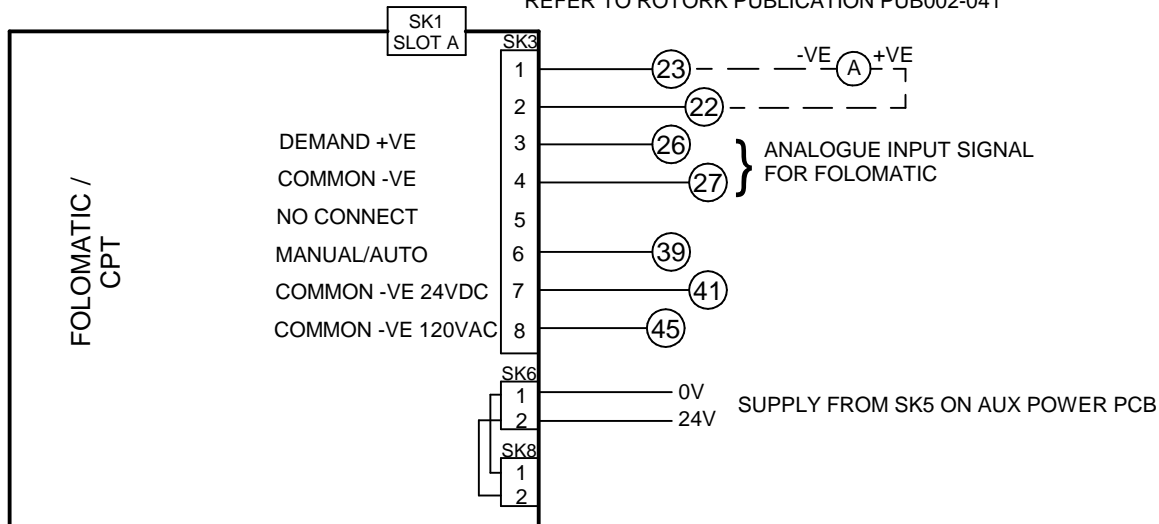 REFER TO ROTORK PUBLICATION PUB002-041
SK1
SLOT A
SK3
1 23 -VE A +VE
2 22
DEMAND +VE 3 26
COMMON -VE 4 27
ANALOGUE INPUT SIGNAL
FOR FOLOMATIC
NO CONNECT 5
MANUAL/AUTO 6 39
COMMON -VE 24VDC 7 41
COMMON -VE 120VAC 8 45
FOLOMATIC /
CPT
SK6
1 0V
2 24V
SUPPLY FROM SK5 ON AUX POWER PCB
SK8
1
2